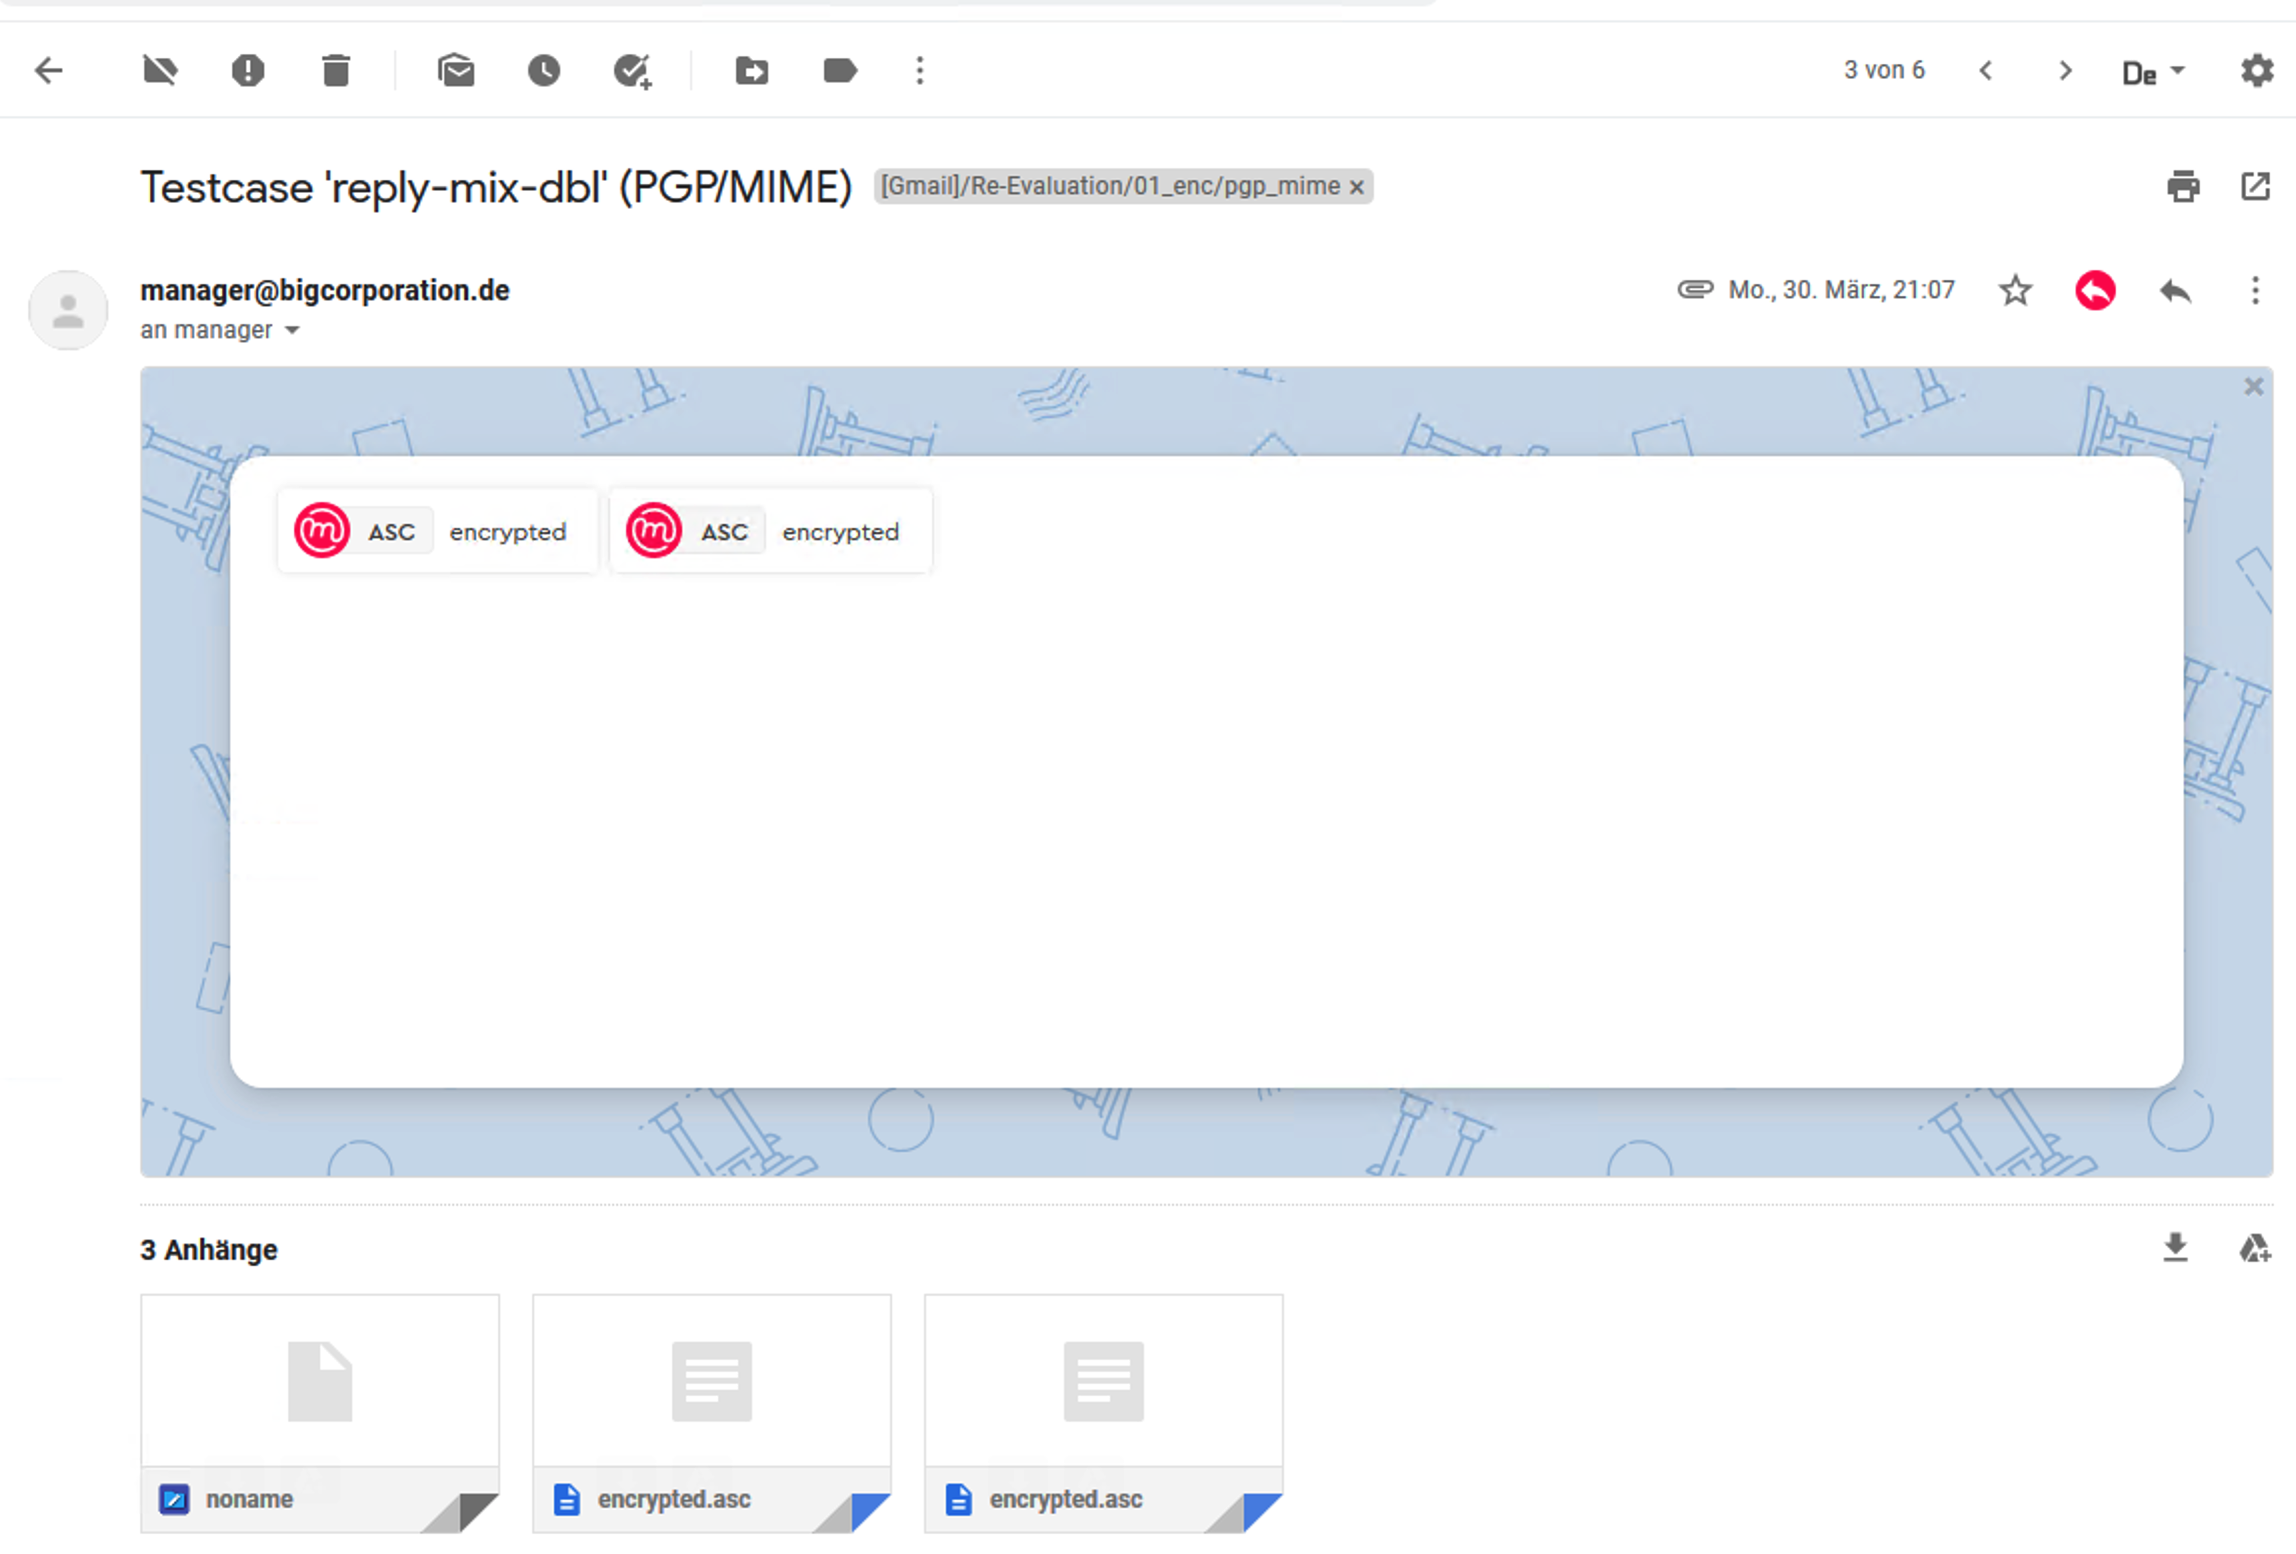 3 von 6
De
Testcase 'reply-mix-dbl' (PGP/MIME)
[Gmail]/Re-Evaluation/01_enc/pgp_mime ×
manager@bigcorporation.de
Mo., 30. März, 21:07
an manager
ASC encrypted
ASC encrypted
3 Anhänge
noname
encrypted.asc
encrypted.asc